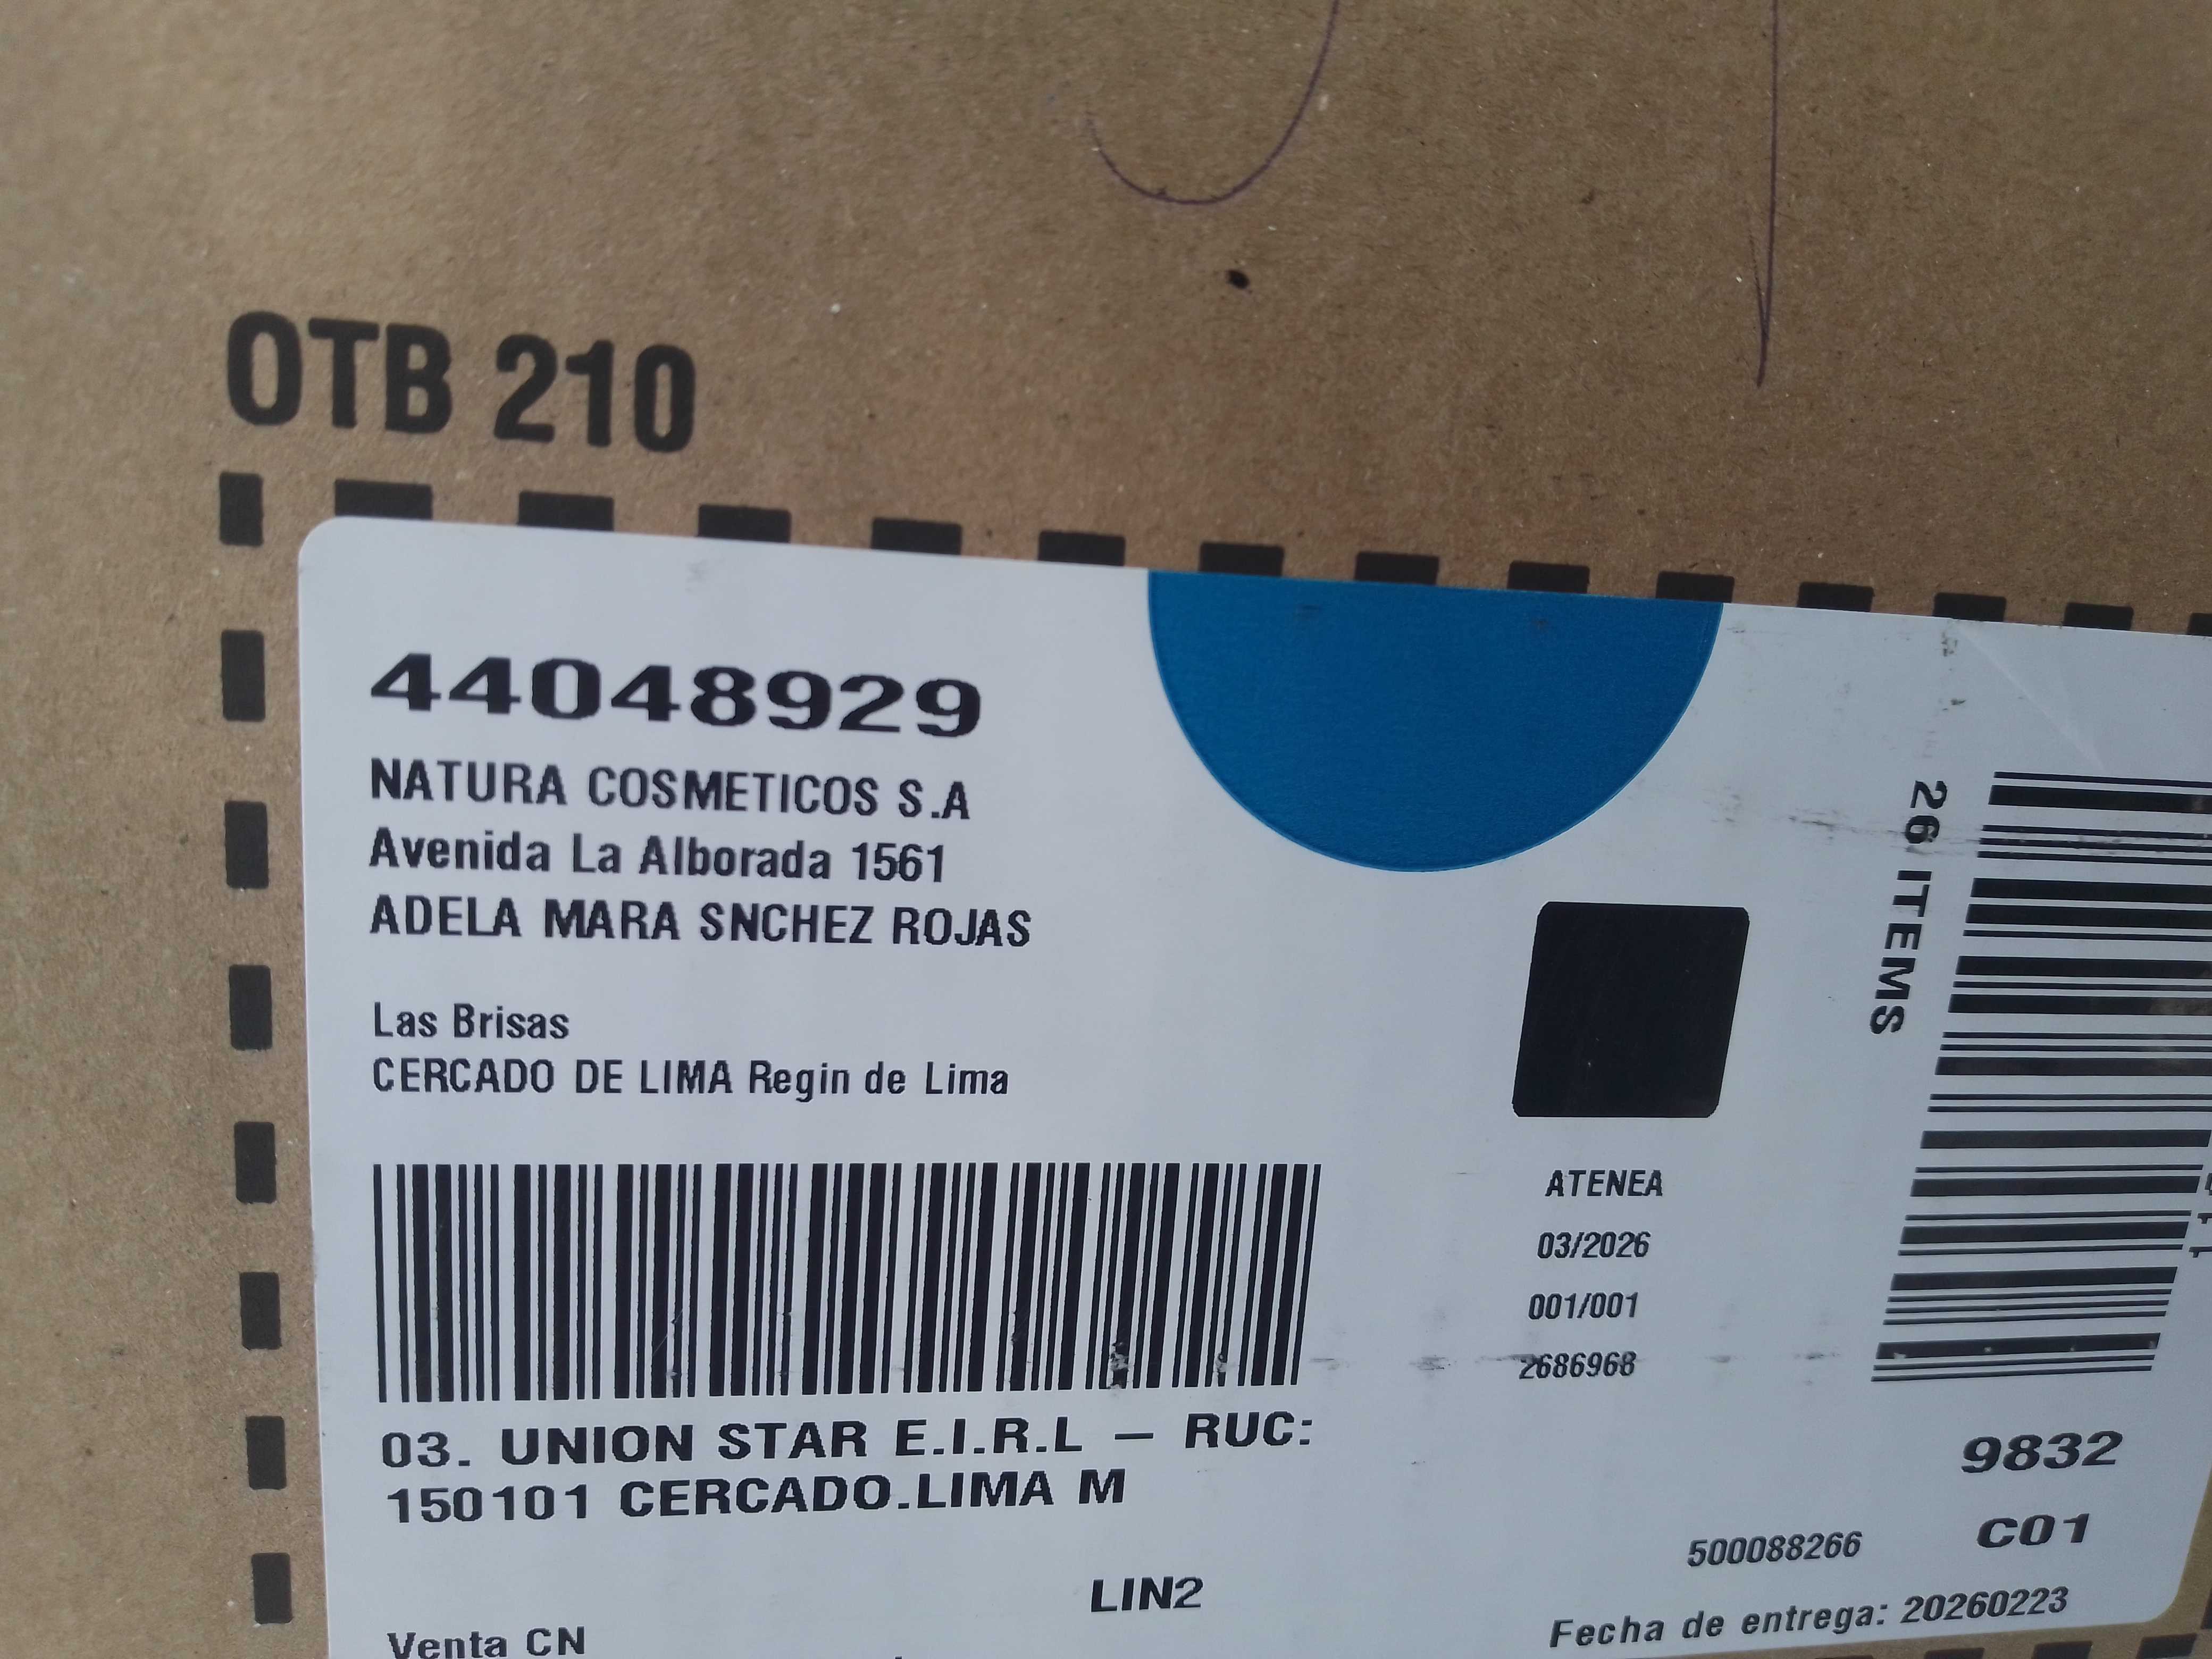 OTB 210
44048929
NATURA COSMETICOS S.A
Avenida La Alborada 1561
ADELA MARA SNCHEZ ROJAS
Las Brisas
CERCADO DE LIMA Regin de Lima
26 ITEMS
ATENEA
03/2026
001/001
2686968
03. UNION STAR E.I.R.L – RUC:
150101 CERCADO.LIMA M
9832
C01
500088266
LIN2
Fecha de entrega: 20260223
Venta CN